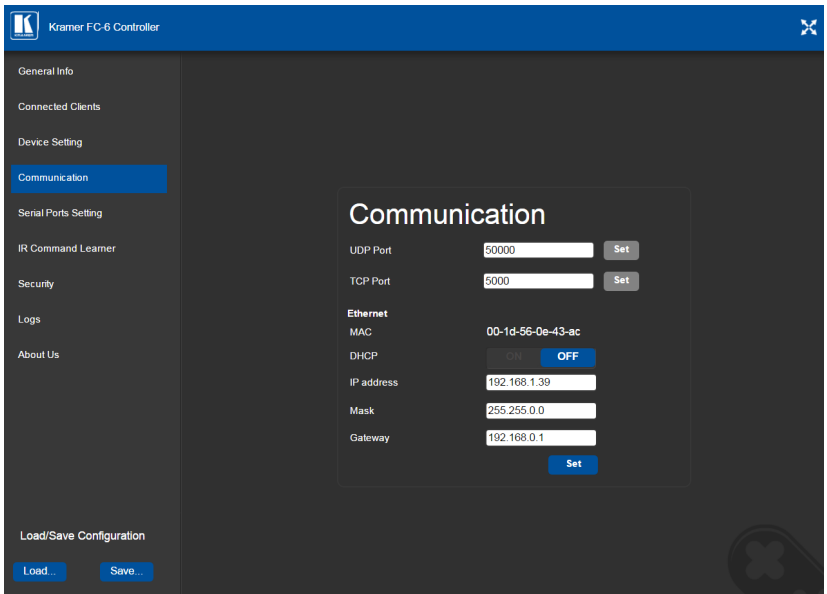 KRAMER
Kramer FC-6 Controller
General Info
Connected Clients
Device Setting
Communication
Serial Ports Setting
IR Command Learner
Security
Logs
About Us
Load/Save Configuration
Load... Save...
Communication
UDP Port 50000 Set
TCP Port 5000 Set
Ethernet
MAC 00-1d-56-0e-43-ac
DHCP ON OFF
IP address 192.168.1.39
Mask 255.255.0.0
Gateway 192.168.0.1
Set